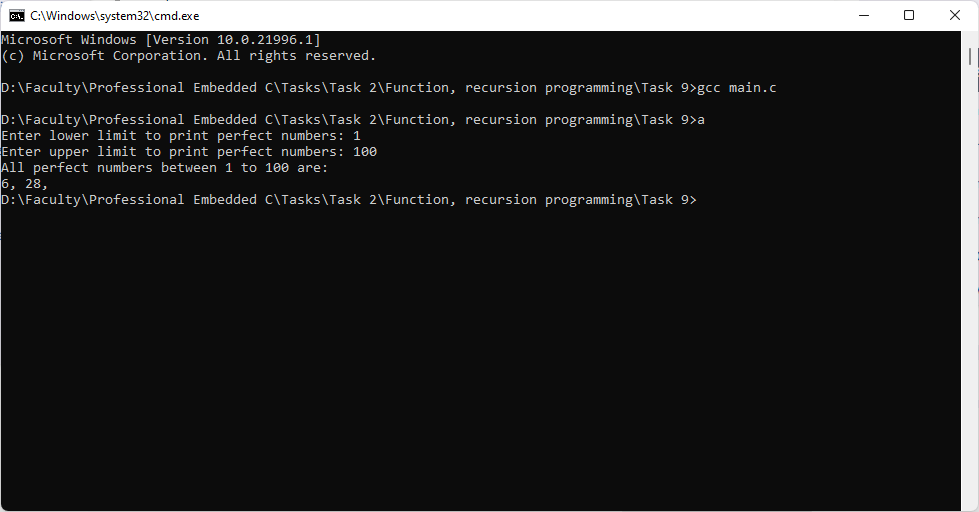 C:\Windows\system32\cmd.exe
Microsoft Windows [Version 10.0.21996.1]
(c) Microsoft Corporation. All rights reserved.
D:\Faculty\Professional Embedded C\Tasks\Task 2\Function, recursion programming\Task 9>gcc main.c
D:\Faculty\Professional Embedded C\Tasks\Task 2\Function, recursion programming\Task 9>a
Enter lower limit to print perfect numbers: 1
Enter upper limit to print perfect numbers: 100
All perfect numbers between 1 to 100 are:
6, 28,
D:\Faculty\Professional Embedded C\Tasks\Task 2\Function, recursion programming\Task 9>